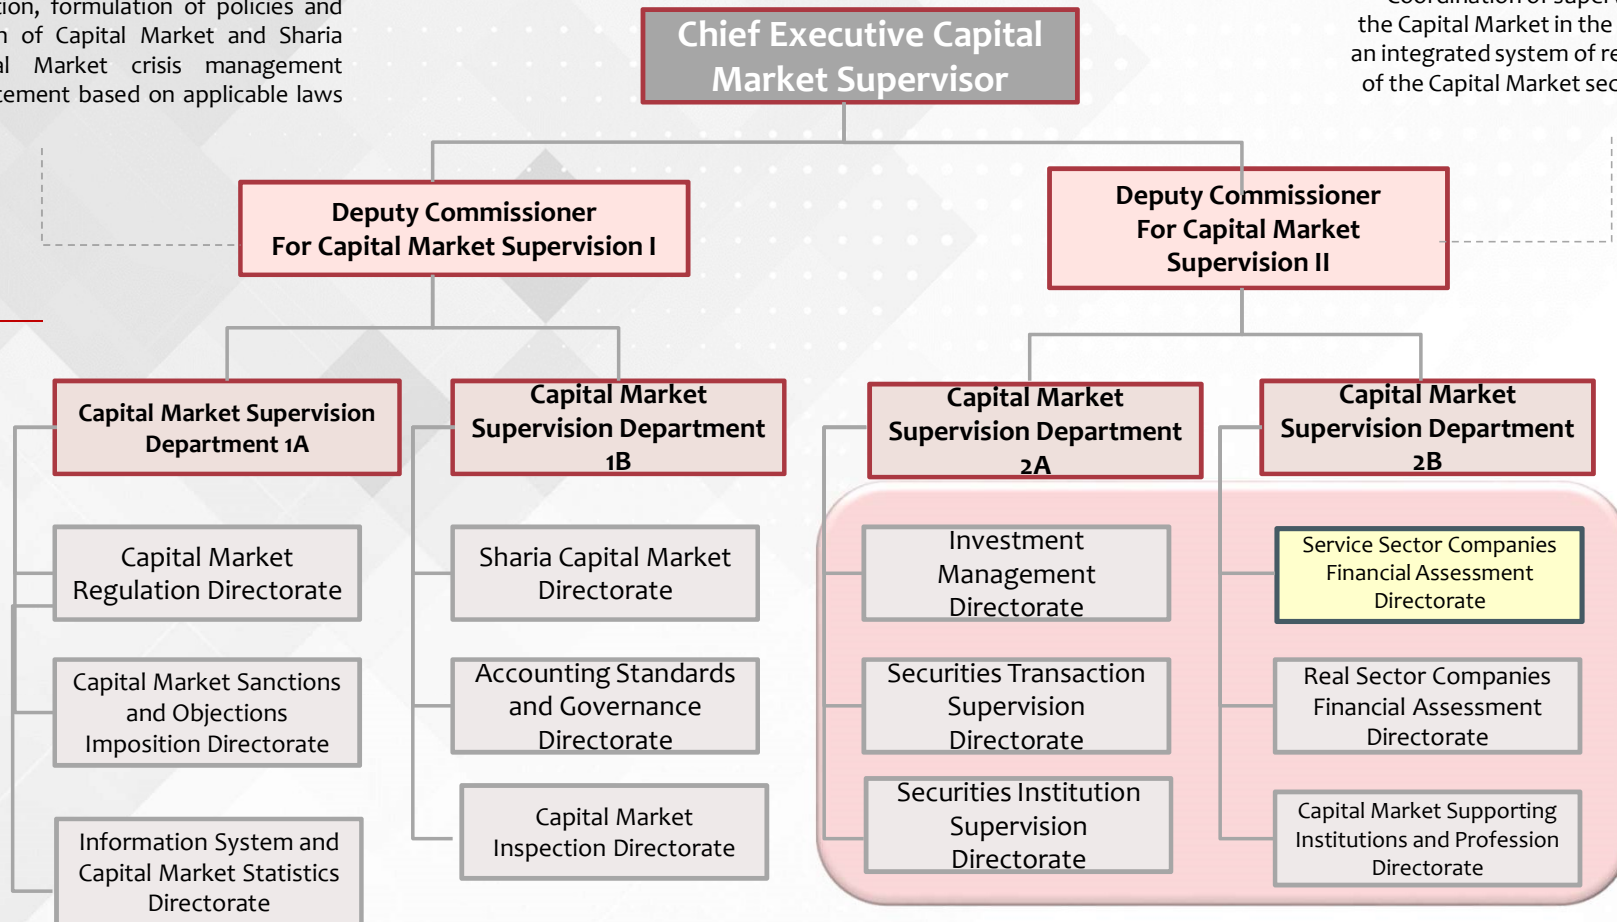 tion, formulation of policies and
n of Capital Market and Sharia
al Market crisis management
tement based on applicable laws
the Capital Market in the
an integrated system of re
of the Capital Market sec
Chief Executive Capital
Market Supervisor
Deputy Commissioner
For Capital Market Supervision I
Deputy Commissioner
For Capital Market
Supervision II
Capital Market Supervision
Department 1A
Capital Market
Supervision Department
1B
Capital Market
Supervision Department
2A
Capital Market
Supervision Department
2B
Capital Market
Regulation Directorate
Capital Market Sanctions
and Objections
Imposition Directorate
Information System and
Capital Market Statistics
Directorate
Sharia Capital Market
Directorate
Accounting Standards
and Governance
Directorate
Capital Market
Inspection Directorate
Investment
Management
Directorate
Securities Transaction
Supervision
Directorate
Securities Institution
Supervision
Directorate
Service Sector Companies
Financial Assessment
Directorate
Real Sector Companies
Financial Assessment
Directorate
Capital Market Supporting
Institutions and Profession
Directorate